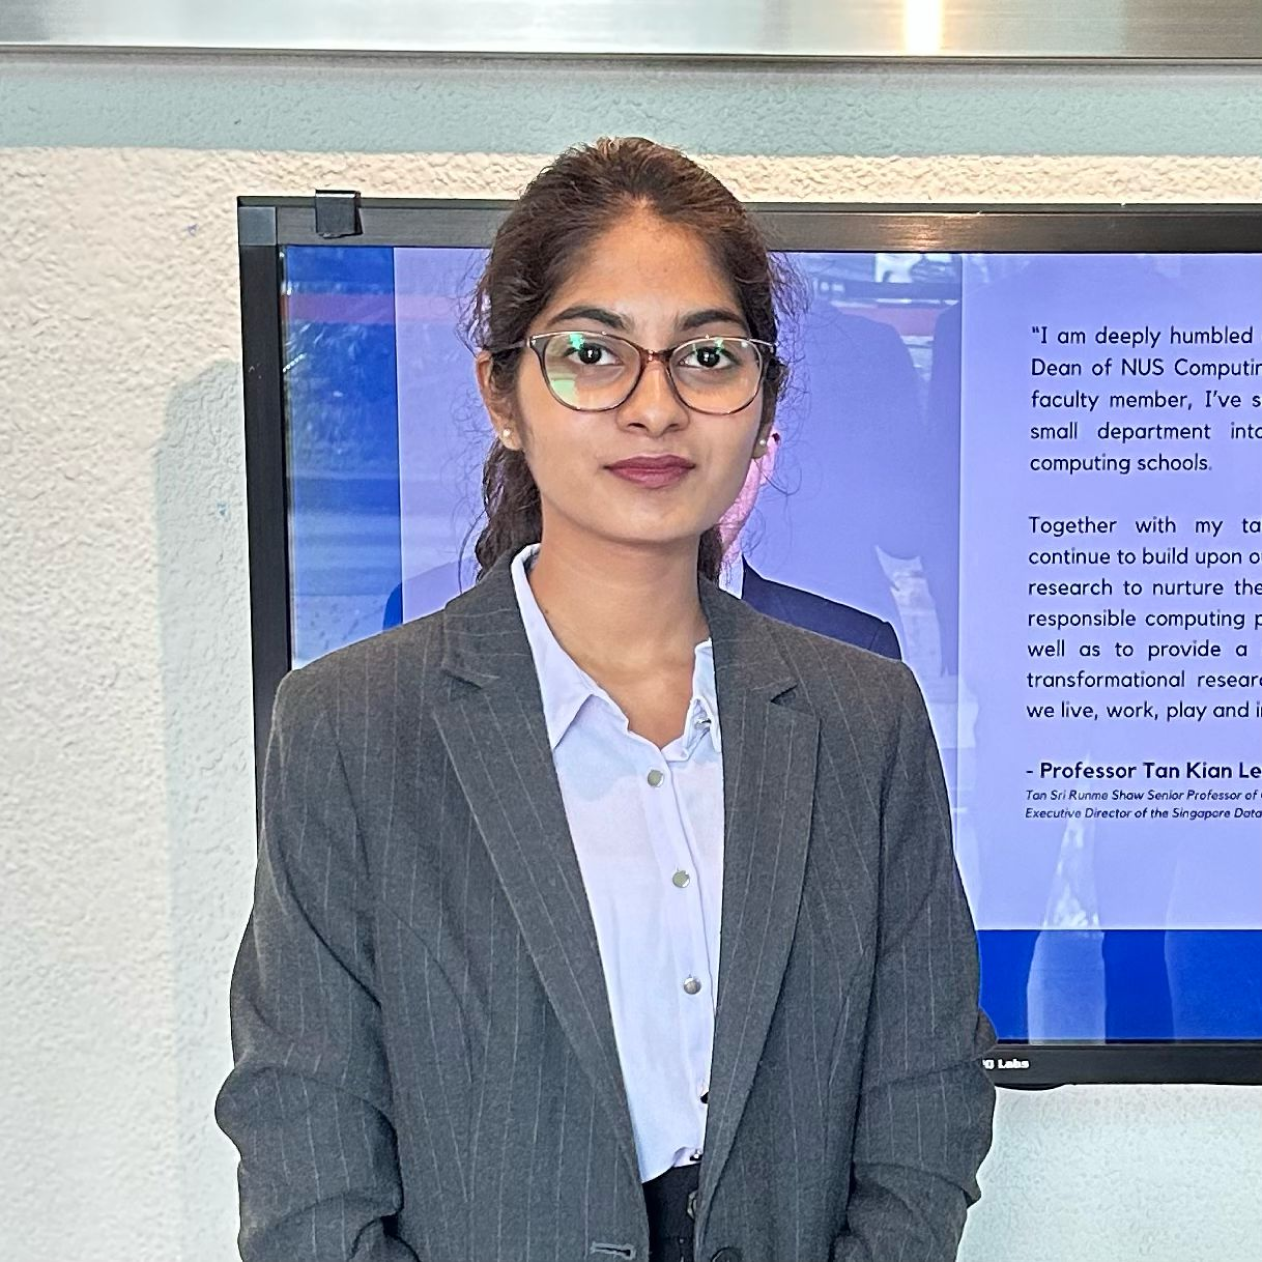 "I am deeply humbled
Dean of NUS Computin
faculty member, I've s
small department into
computing schools.
Together with my ta
continue to build upon ou
research to nurture the
responsible computing p
well as to provide a
transformational resear
we live, work, play and i
- Professor Tan Kian Le
Tan Sri Runme Shaw Senior Professor of
Executive Director of the Singapore Data
Labs